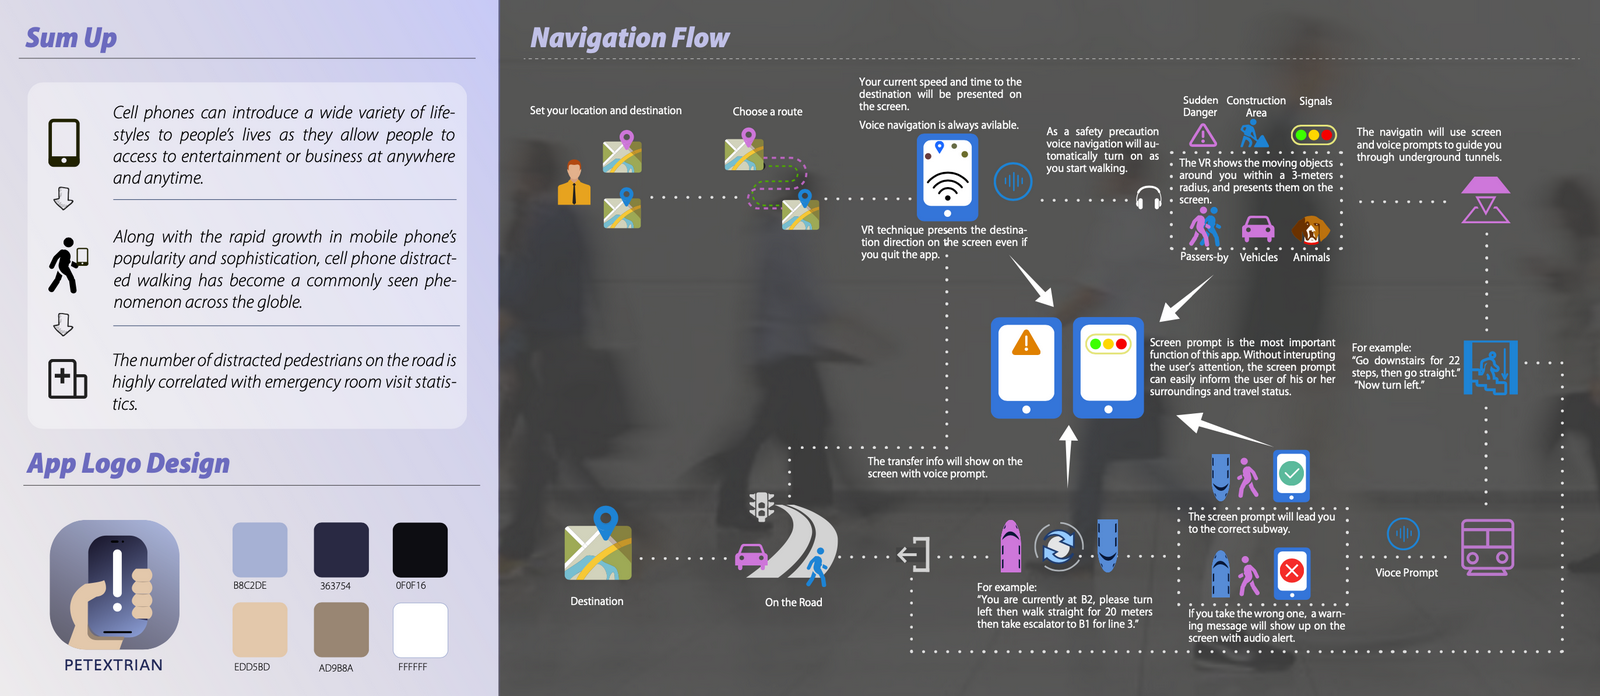 Sum Up
Cell phones can introduce a wide variety of life-
styles to people's lives as they allow people to
access to entertainment or business at anywhere
and anytime.
Along with the rapid growth in mobile phone's
popularity and sophistication, cell phone distract-
ed walking has become a commonly seen phe-
nomenon across the globle.
The number of distracted pedestrians on the road is
highly correlated with emergency room visit statis-
tics.
App Logo Design
PETEXTRIAN
B8C2DE
363754
0F0F16
EDD5BD
AD9B8A
FFFFFF
Navigation Flow
Set your location and destination
Choose a route
Your current speed and time to the
destination will be presented on
the screen.
Voice navigation is always avilable.
VR technique presents the destina-
tion direction on the screen even if
you quit the app.
As a safety precaution
voice navigation will au-
tomatically turn on as
you start walking.
Sudden
Danger
Construction
Area
Signals
The VR shows the moving objects
around you within a 3-meters
radius, and presents them on the
screen.
Passers-by
Vehicles
Animals
The navigatin will use screen
and voice prompts to guide you
through underground tunnels.
Screen prompt is the most important
function of this app. Without interupting
the user's attention, the screen prompt
can easily inform the user of his or her
surroundings and travel status.
For example:
"Go downstairs for 22
steps, then go straight."
"Now turn left."
The transfer info will show on the
screen with voice prompt.
Destination
On the Road
For example:
"You are currently at B2, please turn
left then walk straight for 20 meters
then take escalator to B1 for line 3."
The screen prompt will lead you
to the correct subway.
If you take the wrong one, a warn-
ing message will show up on the
screen with audio alert.
Vioce Prompt